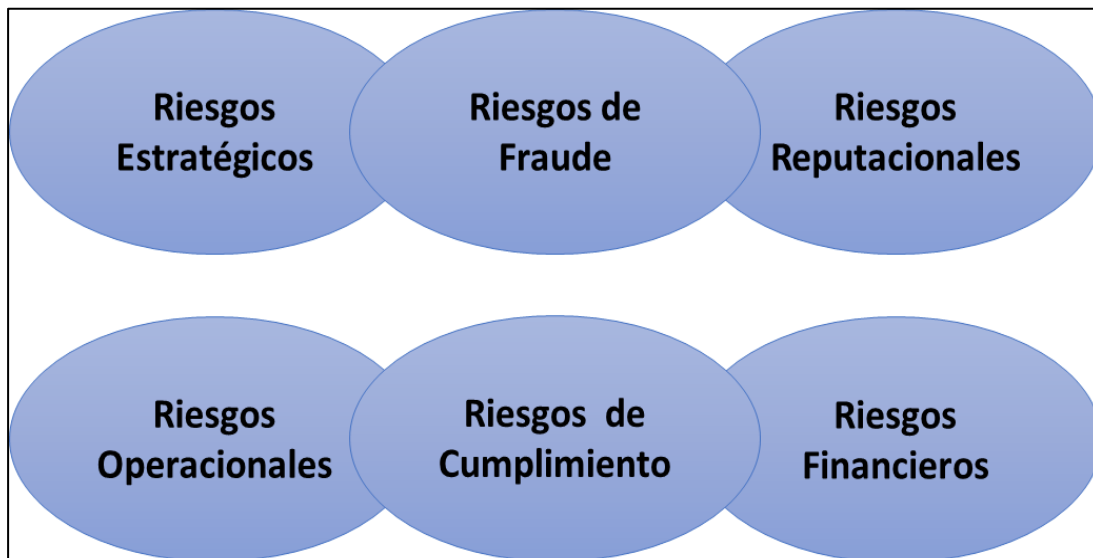 Riesgos
Estratégicos
Riesgos de
Fraude
Riesgos
Reputacionales
Riesgos
Operacionales
Riesgos de
Cumplimiento
Riesgos
Financieros